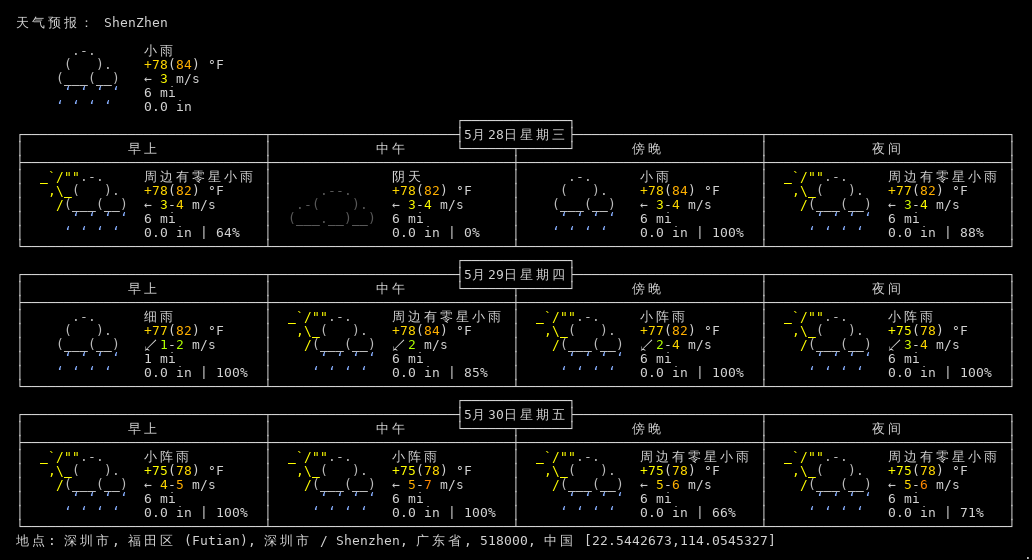 天气预报: ShenZhen
小雨
+78(84) °F
← 3 m/s
6 mi
0.0 in
5月28日星期三
早上 中午 傍晚 夜间
周边有零星小雨 阴天 小雨 周边有零星小雨
+78(82) °F +78(82) °F +78(84) °F +77(82) °F
← 3-4 m/s ← 3-4 m/s ← 3-4 m/s ← 3-4 m/s
6 mi 6 mi 6 mi 6 mi
0.0 in | 64% 0.0 in | 0% 0.0 in | 100% 0.0 in | 88%
5月29日星期四
早上 中午 傍晚 夜间
细雨 周边有零星小雨 小阵雨 小阵雨
+77(82) °F +78(84) °F +77(82) °F +75(78) °F
↙ 1-2 m/s ↙ 2 m/s ↙ 2-4 m/s ↙ 3-4 m/s
1 mi 6 mi 6 mi 6 mi
0.0 in | 100% 0.0 in | 85% 0.0 in | 100% 0.0 in | 100%
5月30日星期五
早上 中午 傍晚 夜间
小阵雨 小阵雨 周边有零星小雨 周边有零星小雨
+75(78) °F +75(78) °F +75(78) °F +75(78) °F
← 4-5 m/s ← 5-7 m/s ← 5-6 m/s ← 5-6 m/s
6 mi 6 mi 6 mi 6 mi
0.0 in | 100% 0.0 in | 100% 0.0 in | 66% 0.0 in | 71%
地点: 深圳市, 福田区 (Futian), 深圳市 / Shenzhen, 广东省, 518000, 中国 [22.5442673,114.0545327]